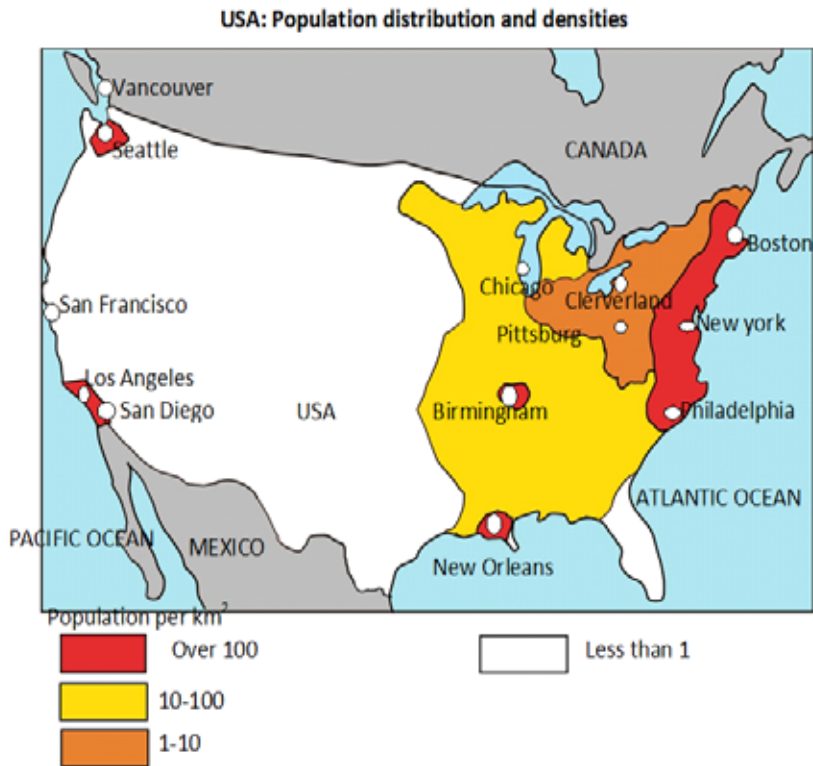 USA: Population distribution and densities
Vancouver
Seattle
CANADA
Boston
Chicago
Clerverland
San Francisco
Pittsburg
New york
Los Angeles
San Diego
USA
Birmingham
Philadelphia
ATLANTIC OCEAN
PACIFIC OCEAN
MEXICO
New Orleans
Population per km²
Over 100
Less than 1
10-100
1-10